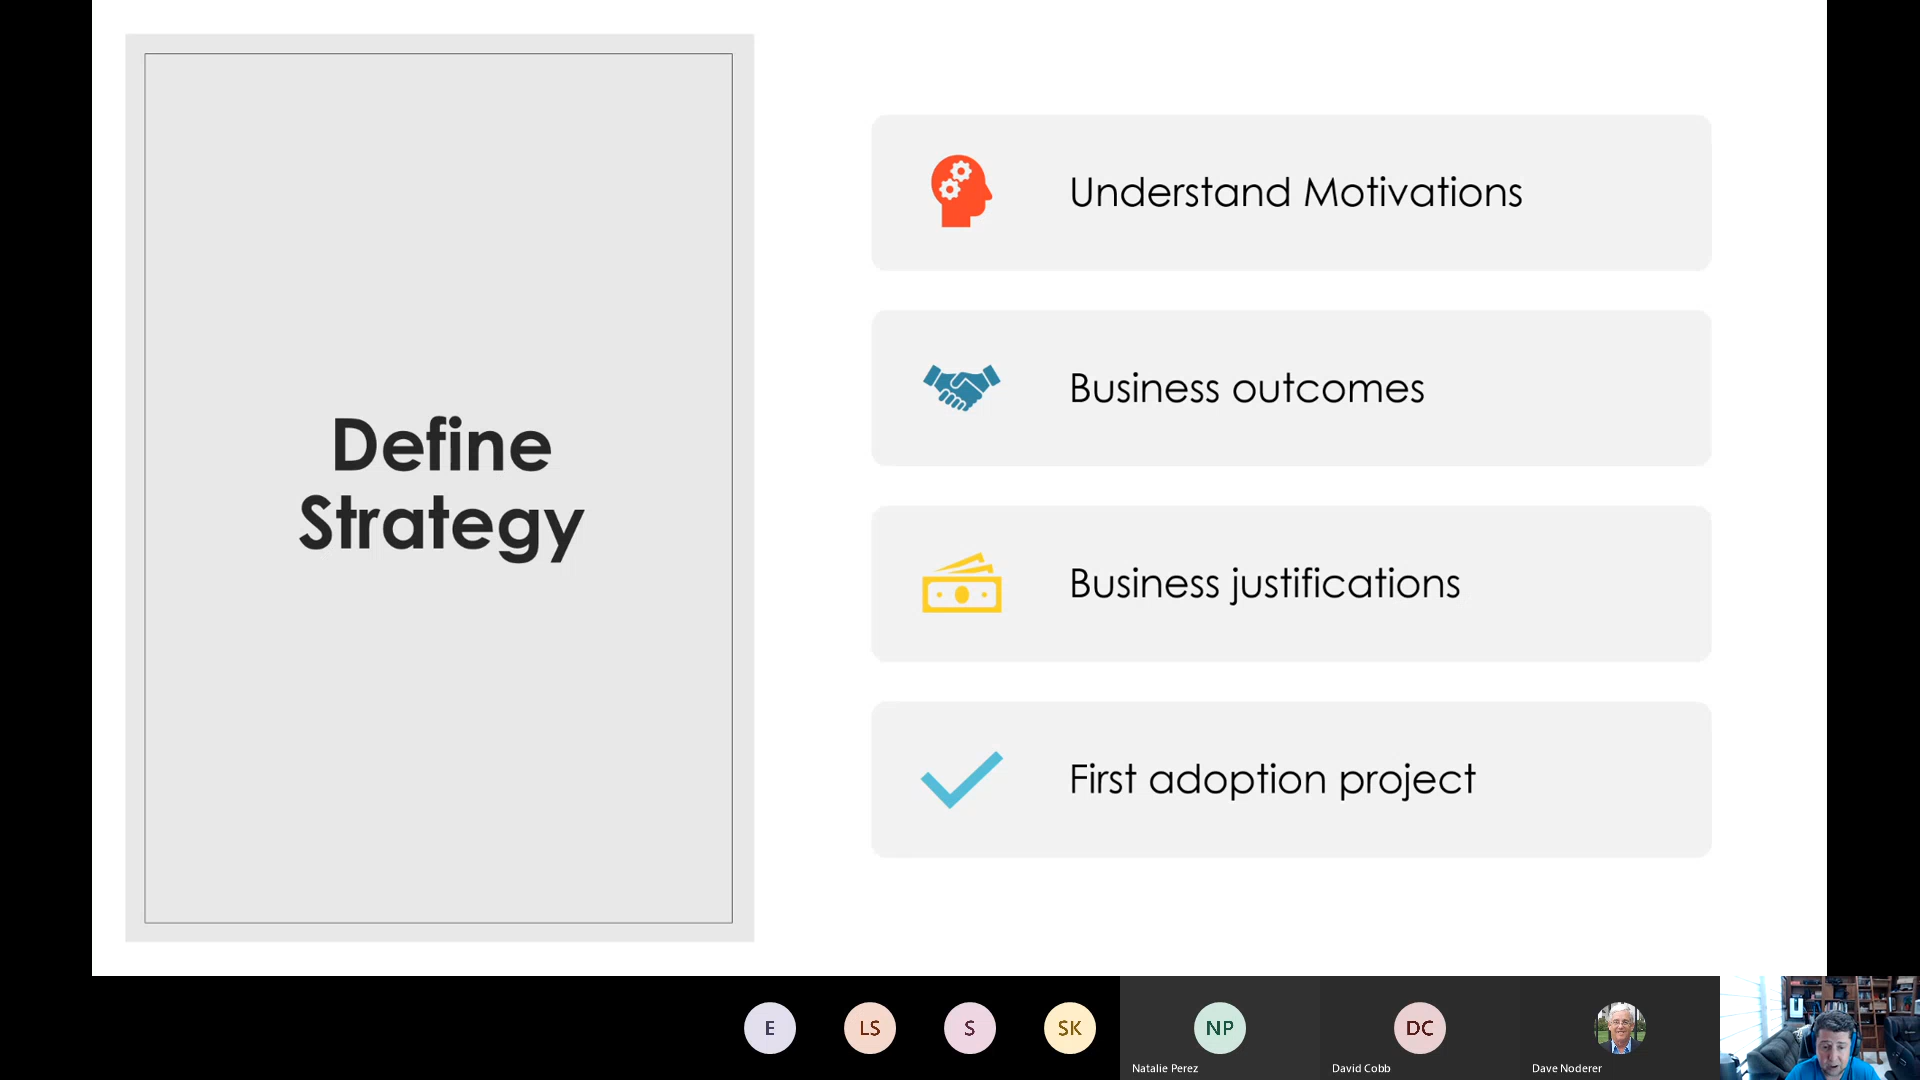 Define
Strategy
Understand Motivations
Business outcomes
Business justifications
First adoption project
E
LS
S
SK
NP
DC
Natalie Perez
David Cobb
Dave Noderer